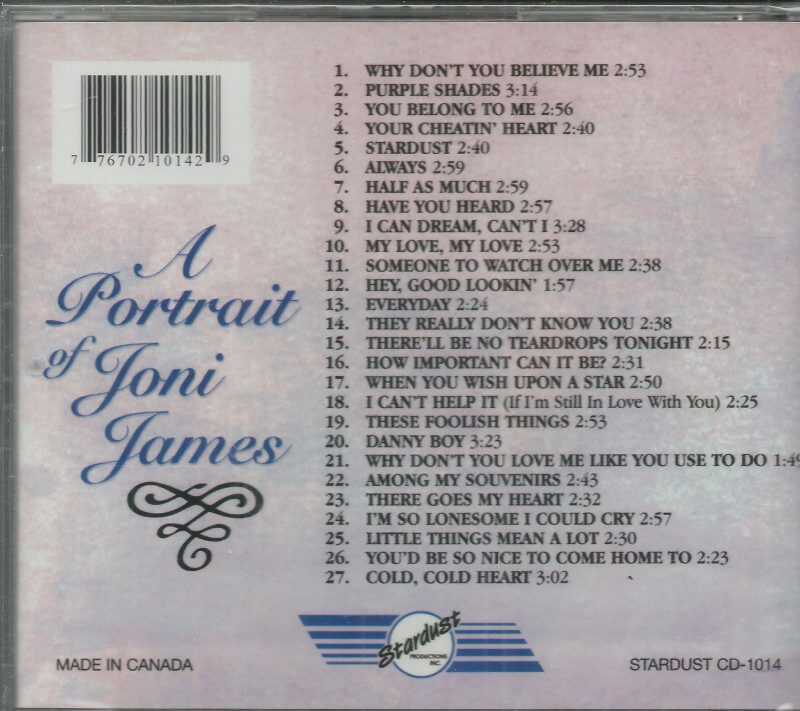 7 76702 10142 9
A
Portrait
of Joni
James
1. WHY DON'T YOU BELIEVE ME 2:53
2. PURPLE SHADES 3:14
3. YOU BELONG TO ME 2:56
4. YOUR CHEATIN' HEART 2:40
5. STARDUST 2:40
6. ALWAYS 2:59
7. HALF AS MUCH 2:59
8. HAVE YOU HEARD 2:57
9. I CAN DREAM, CAN'T I 3:28
10. MY LOVE, MY LOVE 2:53
11. SOMEONE TO WATCH OVER ME 2:38
12. HEY, GOOD LOOKIN' 1:57
13. EVERYDAY 2:24
14. THEY REALLY DON'T KNOW YOU 2:38
15. THERE'LL BE NO TEARDROPS TONIGHT 2:15
16. HOW IMPORTANT CAN IT BE? 2:31
17. WHEN YOU WISH UPON A STAR 2:50
18. I CAN'T HELP IT (If I'm Still In Love With You) 2:25
19. THESE FOOLISH THINGS 2:53
20. DANNY BOY 3:23
21. WHY DON'T YOU LOVE ME LIKE YOU USE TO DO 1:49
22. AMONG MY SOUVENIRS 2:43
23. THERE GOES MY HEART 2:32
24. I'M SO LONESOME I COULD CRY 2:57
25. LITTLE THINGS MEAN A LOT 2:30
26. YOU'D BE SO NICE TO COME HOME TO 2:23
27. COLD, COLD HEART 3:02
Stardust
PRODUCTIONS
INC.
MADE IN CANADA
STARDUST CD-1014